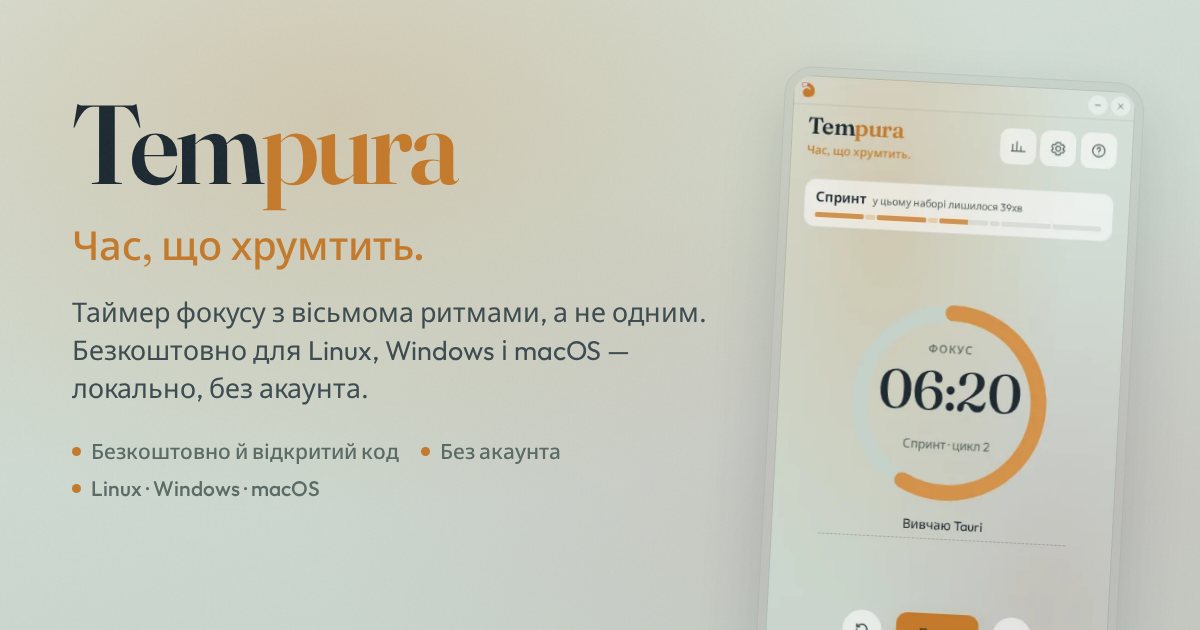 Tempura
Час, що хрумтить.
Таймер фокусу з вісьмома ритмами, а не одним.
Безкоштовно для Linux, Windows і macOS —
локально, без акаунта.
Безкоштовно й відкритий код
Без акаунта
Linux · Windows · macOS
Tempura
Час, що хрумтить.
Спринт у цьому наборі лишилося 39хв
ФОКУС
06:20
Спринт · цикл 2
Вивчаю Tauri